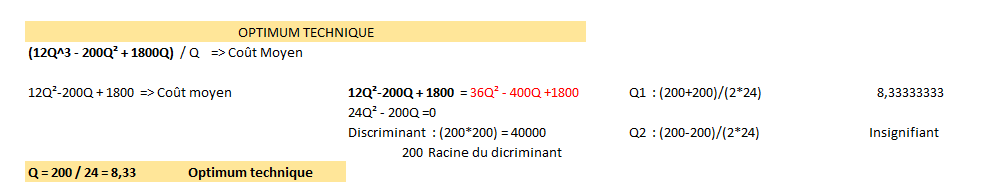 OPTIMUM TECHNIQUE
(12Q^3 - 200Q² + 1800Q) / Q => Coût Moyen
12Q²-200Q + 1800 => Coût moyen 12Q²-200Q + 1800 = 36Q² - 400Q +1800 Q1 : (200+200)/(2*24) 8,33333333
24Q² - 200Q =0
Discriminant : (200*200) = 40000 Q2 : (200-200)/(2*24) Insignifiant
200 Racine du dicriminant
Q = 200 / 24 = 8,33 Optimum technique